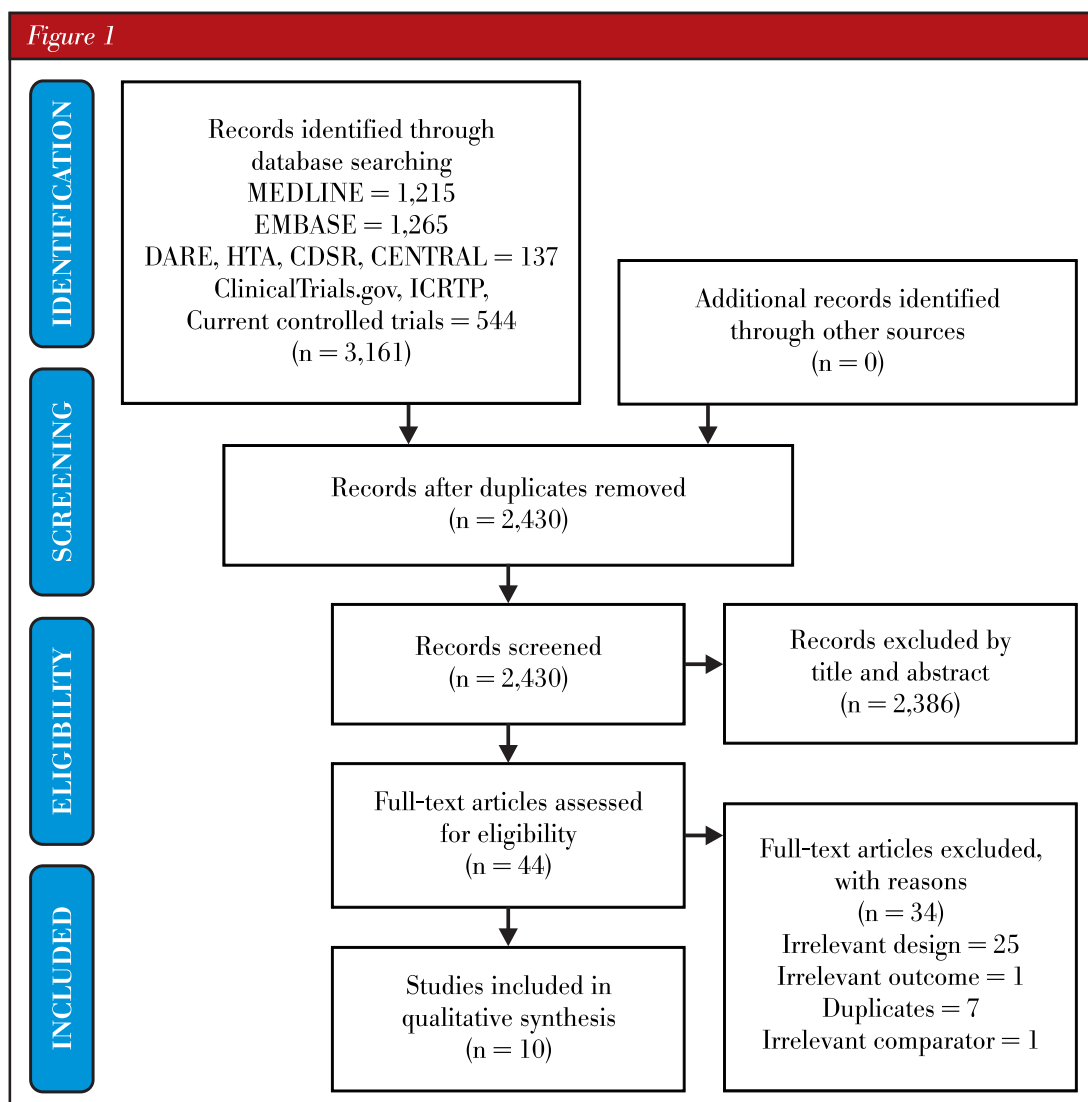 Figure 1
IDENTIFICATION
Records identified through
database searching
MEDLINE = 1,215
EMBASE = 1,265
DARE, HTA, CDSR, CENTRAL = 137
ClinicalTrials.gov, ICRTP,
Current controlled trials = 544
(n = 3,161)
Additional records identified
through other sources
(n = 0)
SCREENING
Records after duplicates removed
(n = 2,430)
Records screened
(n = 2,430)
Records excluded by
title and abstract
(n = 2,386)
ELIGIBILITY
Full-text articles assessed
for eligibility
(n = 44)
Full-text articles excluded,
with reasons
(n = 34)
Irrelevant design = 25
Irrelevant outcome = 1
Duplicates = 7
Irrelevant comparator = 1
INCLUDED
Studies included in
qualitative synthesis
(n = 10)